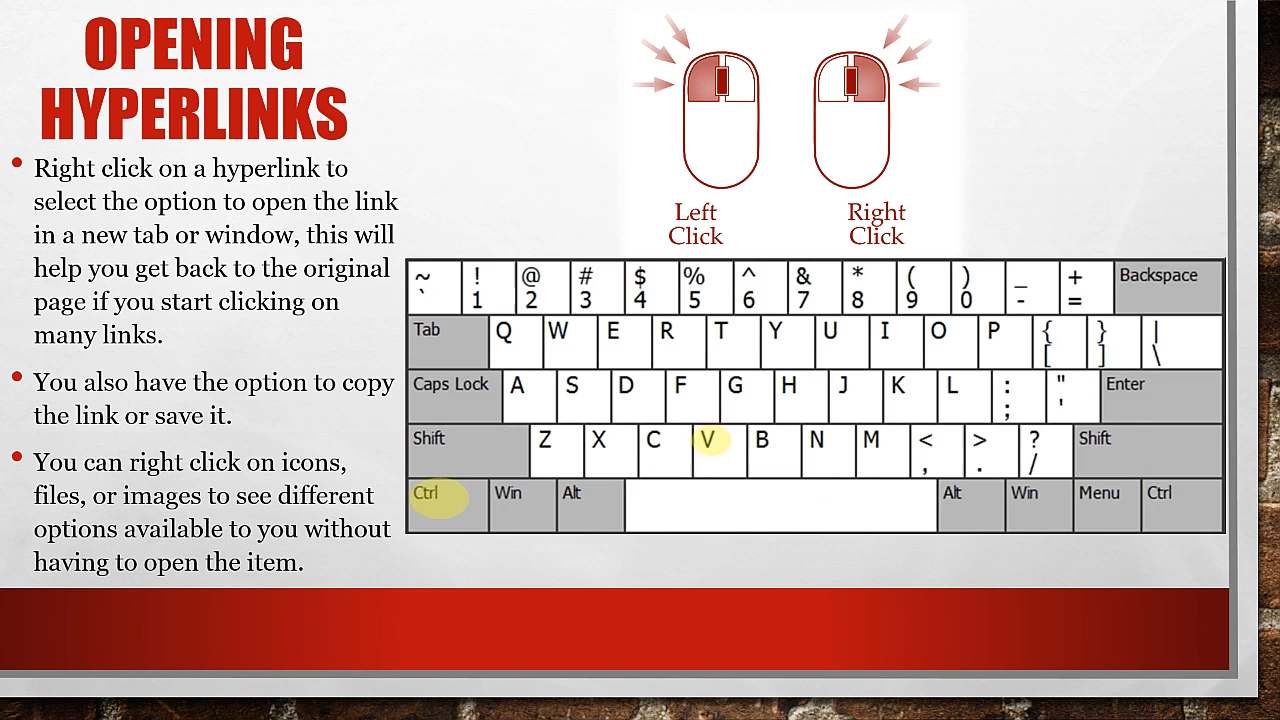 OPENING
HYPERLINKS
• Right click on a hyperlink to
select the option to open the link
in a new tab or window, this will
help you get back to the original
page if you start clicking on
many links.
• You also have the option to copy
the link or save it.
• You can right click on icons,
files, or images to see different
options available to you without
having to open the item.
Left
Click
Right
Click
~ ! @ # $ % ^ & * ( ) _ + Backspace
` 1 2 3 4 5 6 7 8 9 0 - =
Tab Q W E R T Y U I O P { } |
[ ] \
Caps Lock A S D F G H J K L : " Enter
; '
Shift Z X C V B N M < > ? Shift
, . /
Ctrl Win Alt Alt Win Menu Ctrl